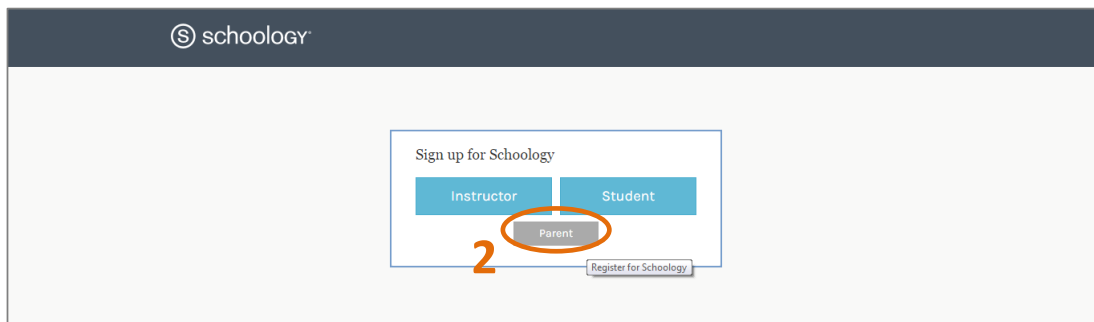 Ⓢ schoology
Sign up for Schoology
Instructor Student
Parent
2
Register for Schoology